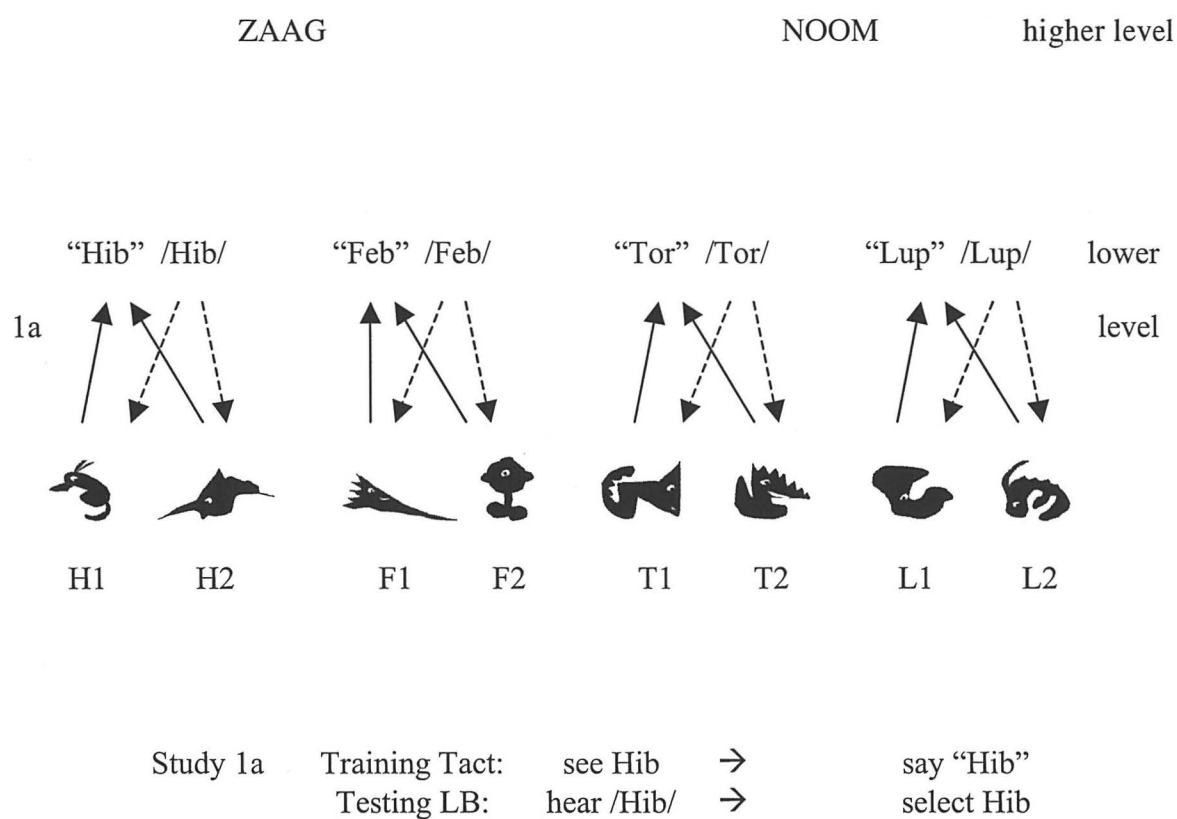 ZAAG NOOM higher level
“Hib” /Hib/ “Feb” /Feb/ “Tor” /Tor/ “Lup” /Lup/ lower
1a level
H1 H2 F1 F2 T1 T2 L1 L2
Study 1a Training Tact: see Hib → say “Hib”
Testing LB: hear /Hib/ → select Hib